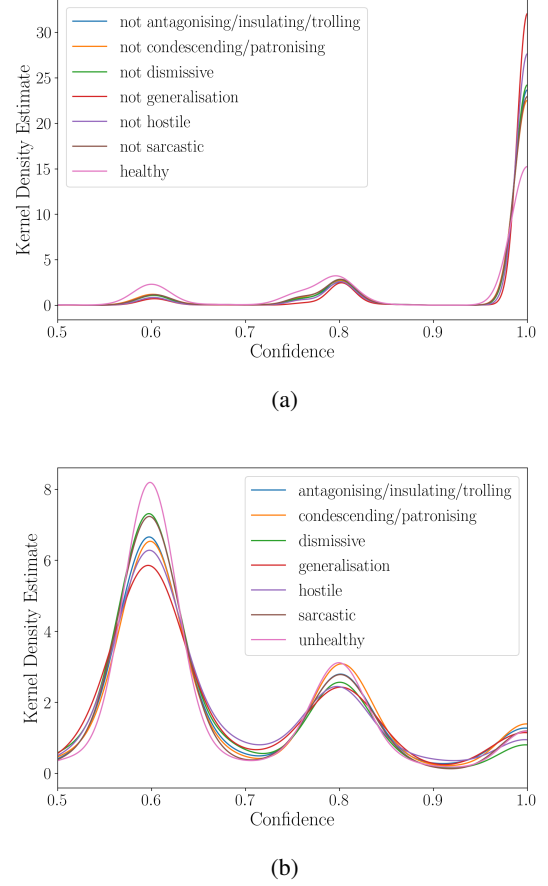 30
25
20
15
10
5
0
Kernel Density Estimate
not antagonising/insulating/trolling
not condescending/patronising
not dismissive
not generalisation
not hostile
not sarcastic
healthy
0.5 0.6 0.7 0.8 0.9 1.0
Confidence
(a)
8
6
4
2
0
Kernel Density Estimate
antagonising/insulating/trolling
condescending/patronising
dismissive
generalisation
hostile
sarcastic
unhealthy
0.5 0.6 0.7 0.8 0.9 1.0
Confidence
(b)